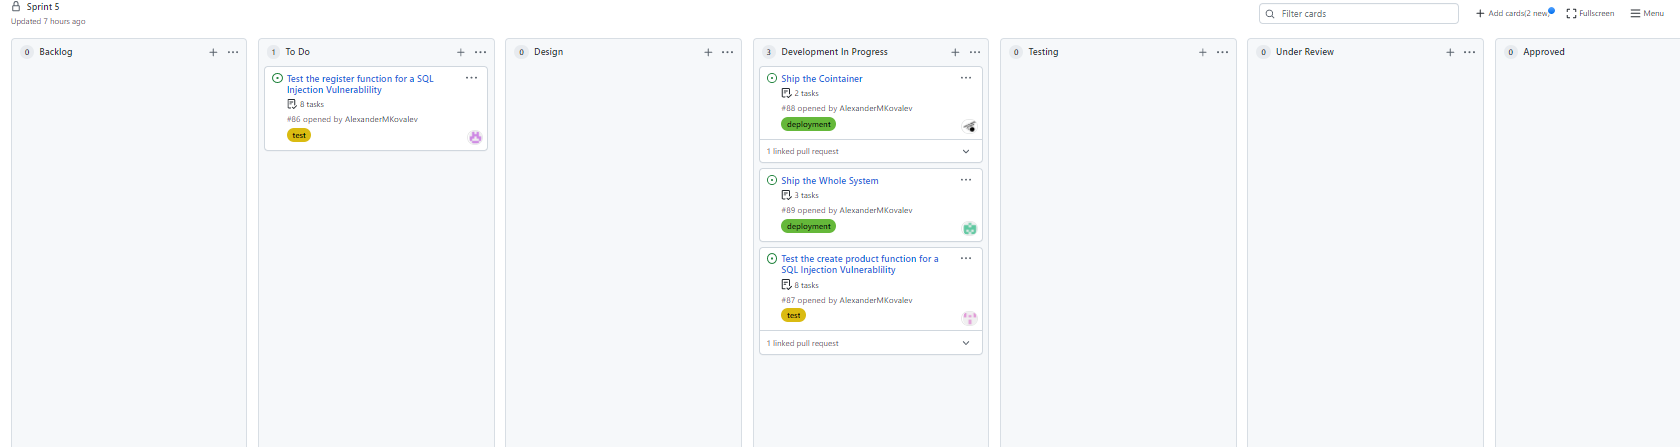 Sprint 5
Updated 7 hours ago
Filter cards
Add cards(2 new)
Fullscreen
Menu
0 Backlog
1 To Do
Test the register function for a SQL
Injection Vulnerablility
8 tasks
#86 opened by AlexanderMKovalev
test
0 Design
3 Development In Progress
Ship the Cointainer
2 tasks
#88 opened by AlexanderMKovalev
deployment
1 linked pull request
Ship the Whole System
3 tasks
#89 opened by AlexanderMKovalev
deployment
Test the create product function for a
SQL Injection Vulnerablility
8 tasks
#87 opened by AlexanderMKovalev
test
1 linked pull request
0 Testing
0 Under Review
0 Approved